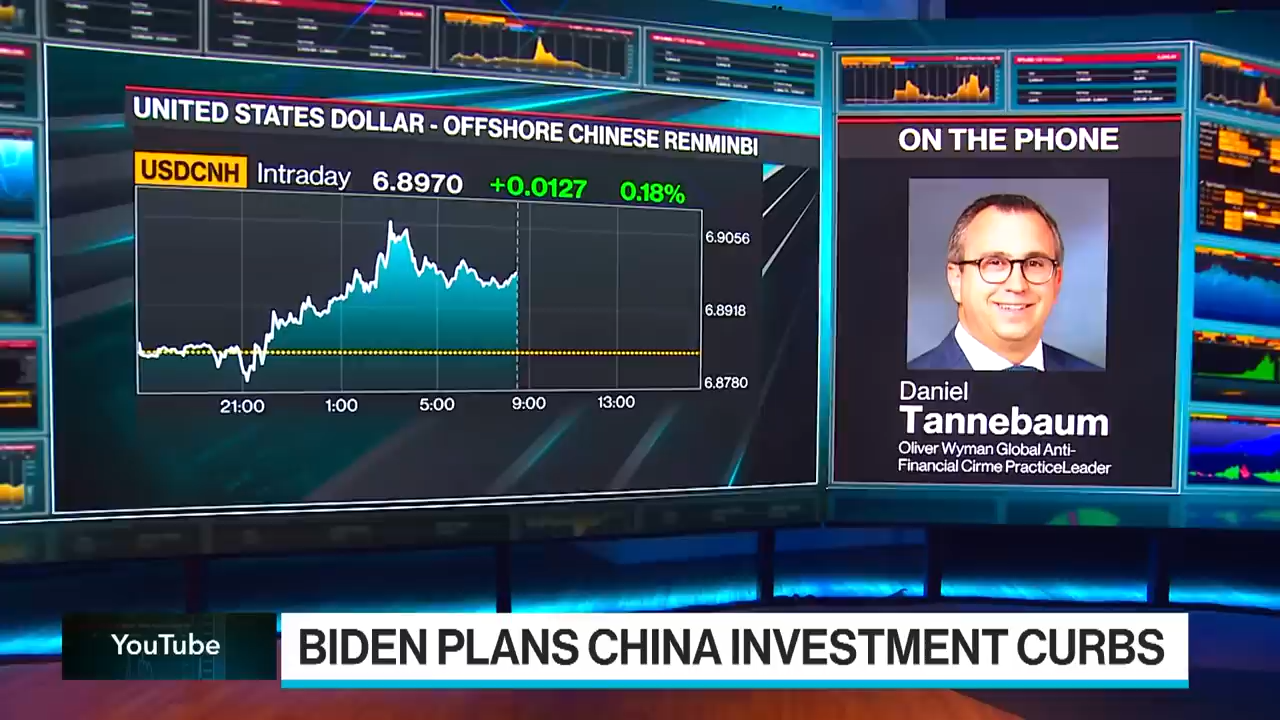 UNITED STATES DOLLAR - OFFSHORE CHINESE RENMINBI
USDCNH Intraday 6.8970 +0.0127 0.18%
6.9056
6.8918
6.8780
21:00 1:00 5:00 9:00 13:00
ON THE PHONE
Daniel
Tannebaum
Oliver Wyman Global Anti-
Financial Cirme PracticeLeader
YouTube
BIDEN PLANS CHINA INVESTMENT CURBS